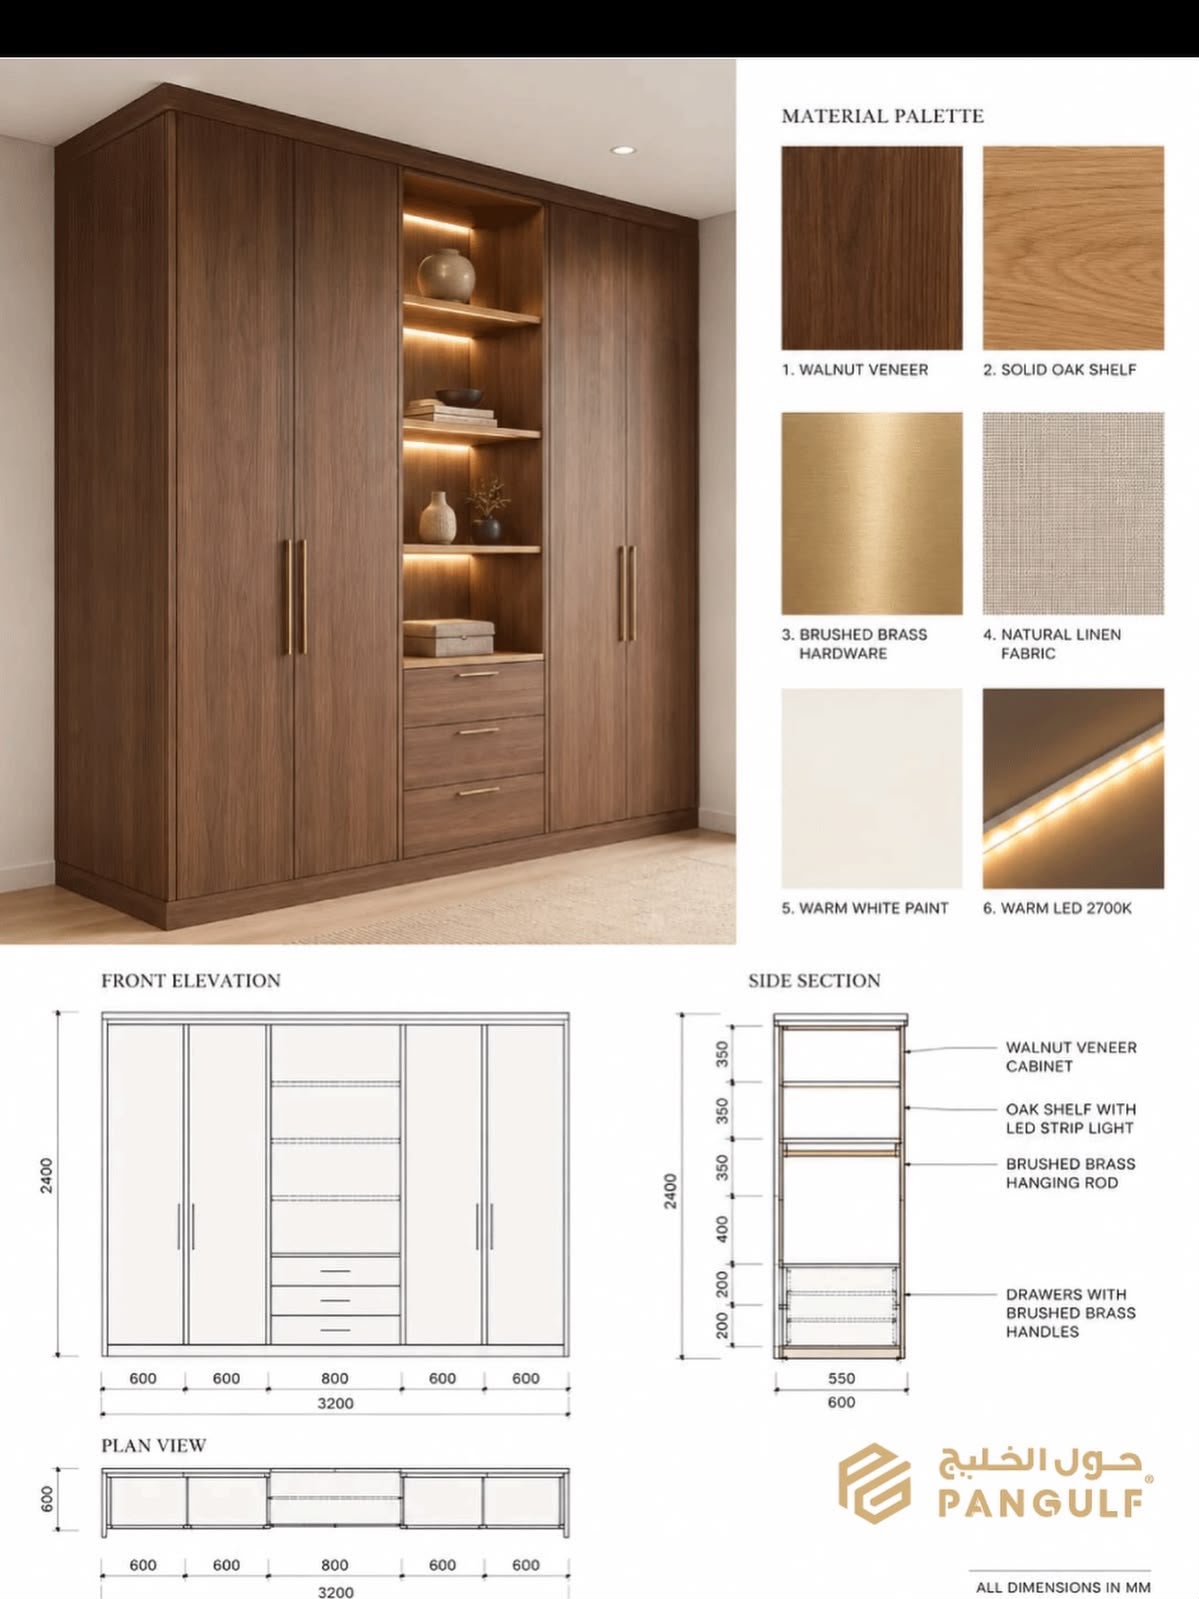 MATERIAL PALETTE
1. WALNUT VENEER
2. SOLID OAK SHELF
3. BRUSHED BRASS
HARDWARE
4. NATURAL LINEN
FABRIC
5. WARM WHITE PAINT
6. WARM LED 2700K
FRONT ELEVATION
2400
600 600 800 600 600
3200
SIDE SECTION
2400
350
350
350
400
200
200
550
600
WALNUT VENEER
CABINET
OAK SHELF WITH
LED STRIP LIGHT
BRUSHED BRASS
HANGING ROD
DRAWERS WITH
BRUSHED BRASS
HANDLES
PLAN VIEW
600
600 600 800 600 600
3200
حول الخليج
PANGULF®
ALL DIMENSIONS IN MM